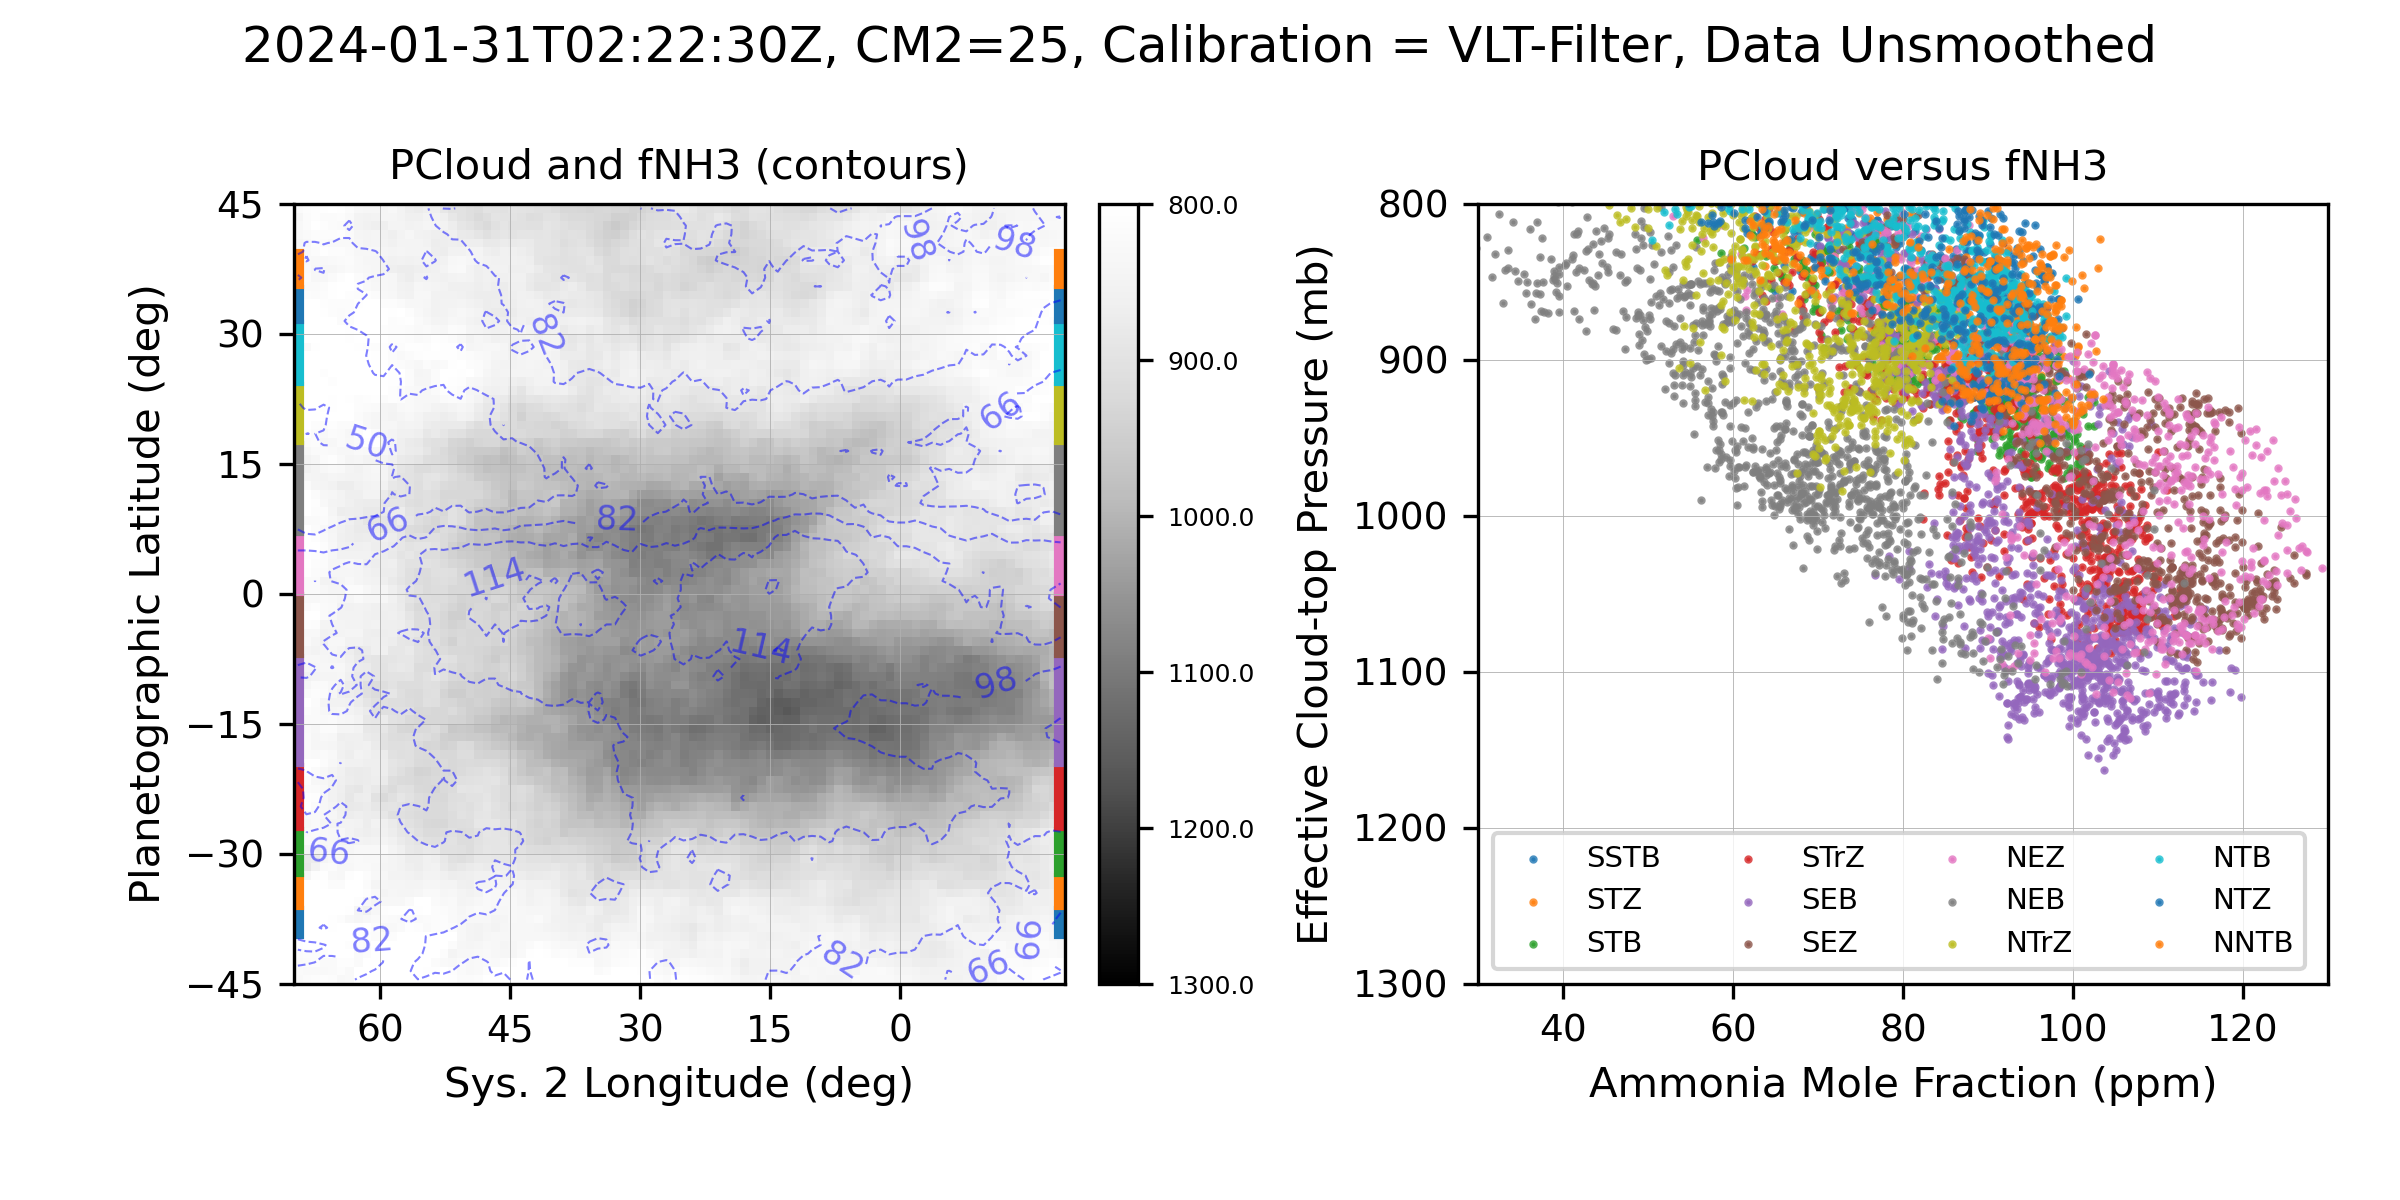 2024-01-31T02:22:30Z, CM2=25, Calibration = VLT-Filter, Data Unsmoothed
PCloud and fNH3 (contours)
Planetographic Latitude (deg)
45
30
15
0
−15
−30
−45
60
45
30
15
0
Sys. 2 Longitude (deg)
98
98
82
66
50
66
82
114
114
98
66
82
82
66
66
800.0
900.0
1000.0
1100.0
1200.0
1300.0
PCloud versus fNH3
Effective Cloud-top Pressure (mb)
800
900
1000
1100
1200
1300
40
60
80
100
120
Ammonia Mole Fraction (ppm)
SSTB
STZ
STB
STrZ
SEB
SEZ
NEZ
NEB
NTrZ
NTB
NTZ
NNTB